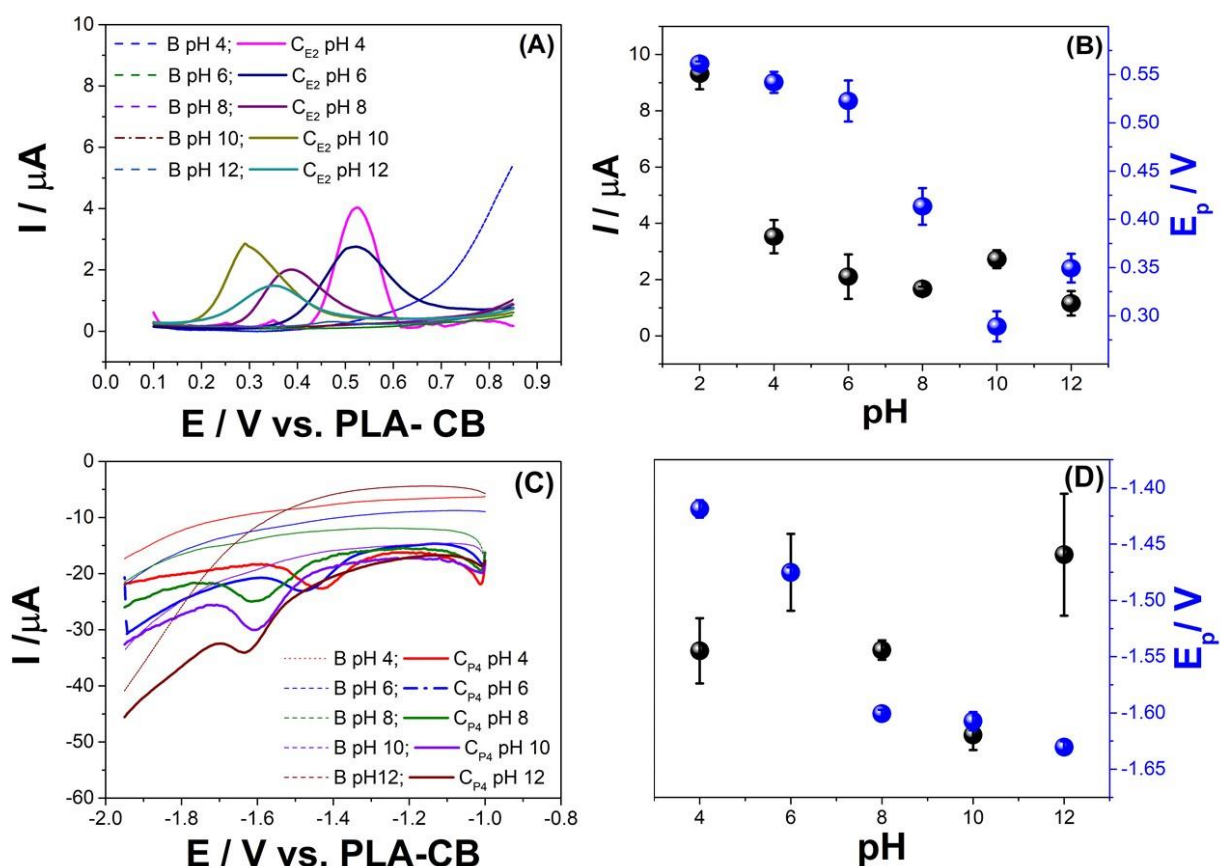 (A)
B pH 4; C_E2 pH 4
B pH 6; C_E2 pH 6
B pH 8; C_E2 pH 8
B pH 10; C_E2 pH 10
B pH 12; C_E2 pH 12
10
8
6
4
2
0
I / µA
0.0 0.1 0.2 0.3 0.4 0.5 0.6 0.7 0.8 0.9
E / V vs. PLA- CB
(B)
10
8
6
4
2
0
I / µA
0.55
0.50
0.45
0.40
0.35
0.30
E_p / V
2 4 6 8 10 12
pH
(C)
0
-10
-20
-30
-40
-50
-60
I /µA
B pH 4; C_P4 pH 4
B pH 6; C_P4 pH 6
B pH 8; C_P4 pH 8
B pH 10; C_P4 pH 10
B pH12; C_P4 pH 12
-2.0 -1.8 -1.6 -1.4 -1.2 -1.0 -0.8
E / V vs. PLA-CB
(D)
-1.40
-1.45
-1.50
-1.55
-1.60
-1.65
E_p / V
4 6 8 10 12
pH